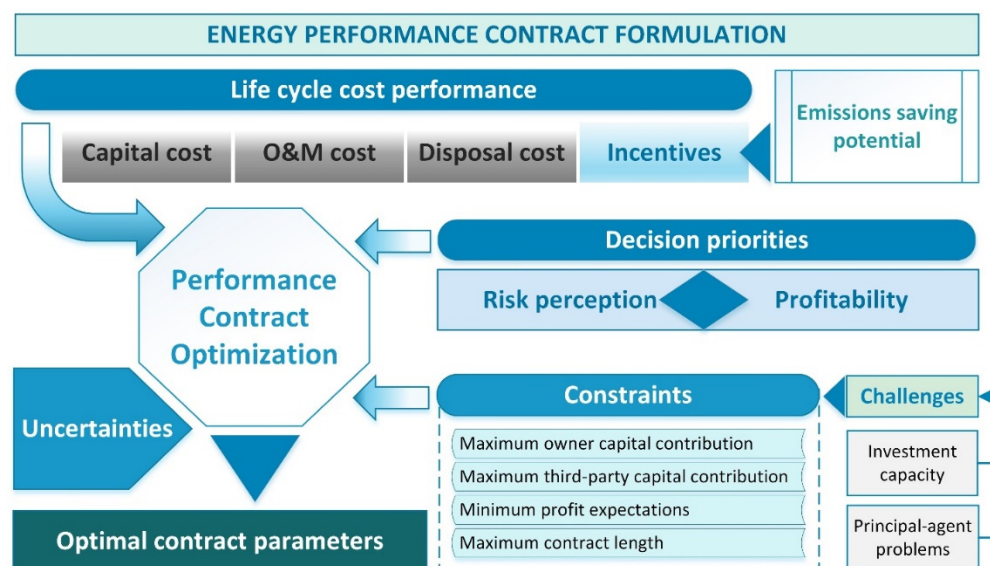 ENERGY PERFORMANCE CONTRACT FORMULATION
Life cycle cost performance
Emissions saving
potential
Capital cost
O&M cost
Disposal cost
Incentives
Decision priorities
Performance
Contract
Optimization
Risk perception
Profitability
Uncertainties
Constraints
Challenges
Maximum owner capital contribution
Maximum third-party capital contribution
Minimum profit expectations
Maximum contract length
Investment
capacity
Principal-agent
problems
Optimal contract parameters